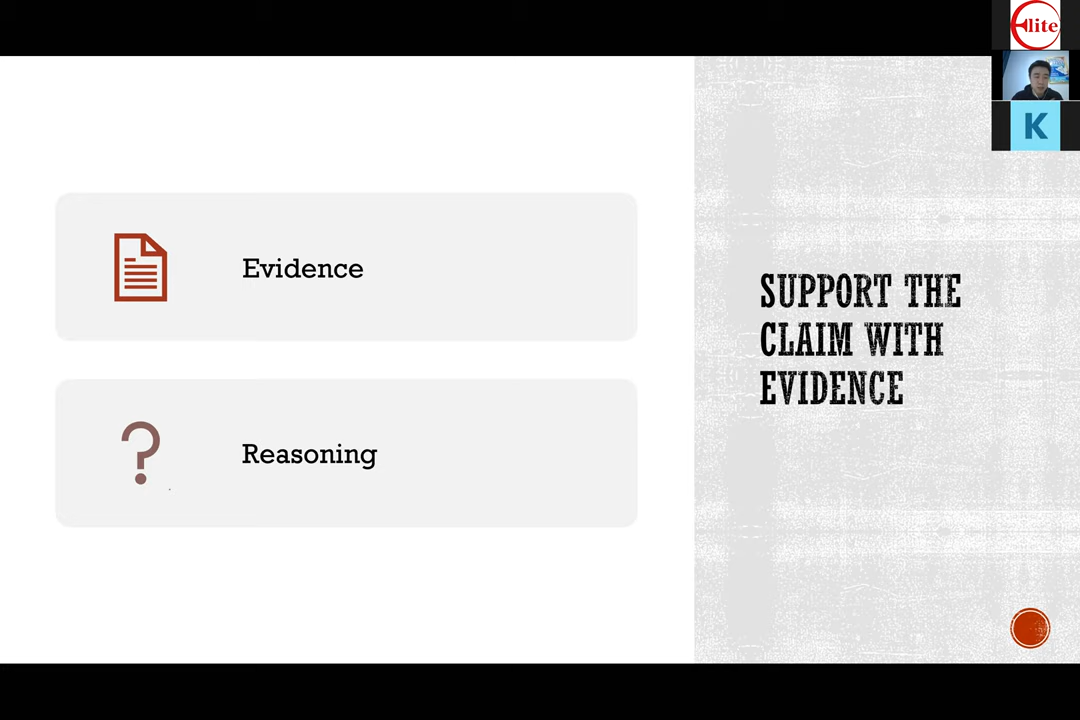 Evidence
Reasoning
SUPPORT THE
CLAIM WITH
EVIDENCE
Elite
K